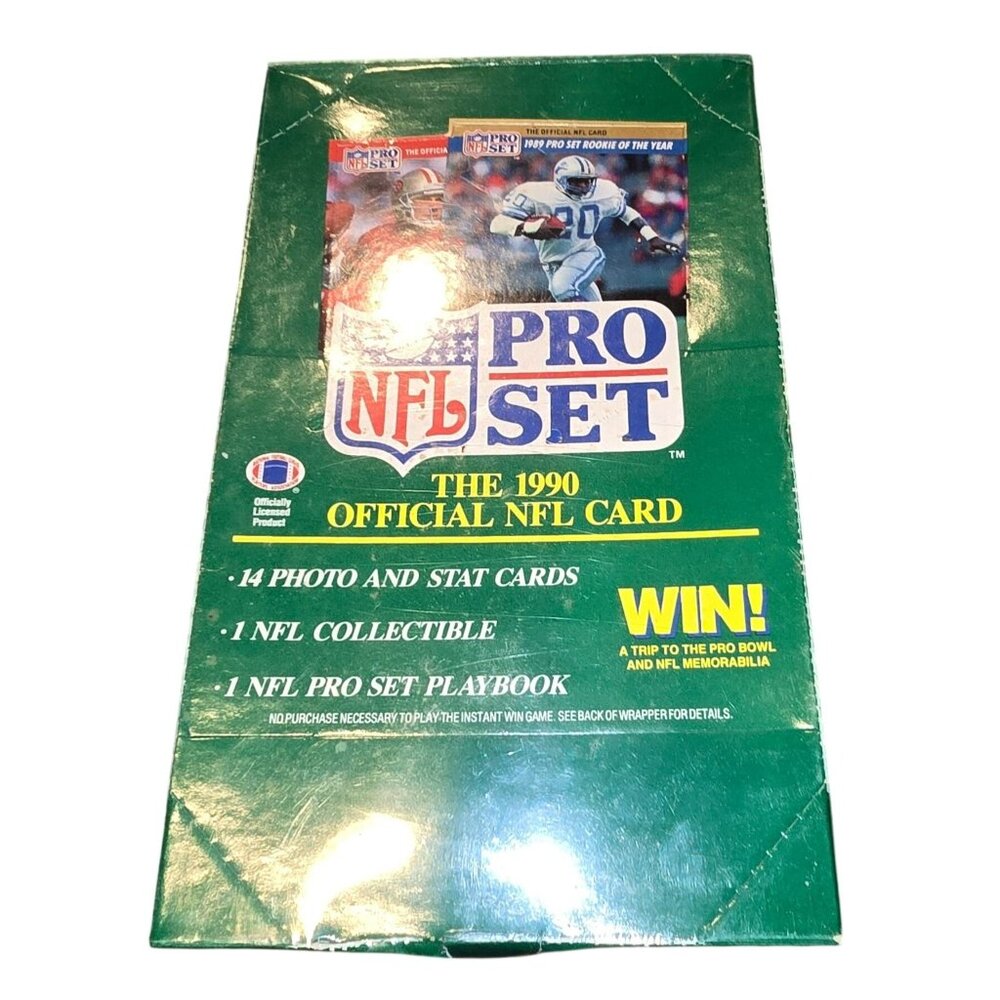 THE OFFICIAL NFL CARD
NFL PRO SET
1989 PRO SET ROOKIE OF THE YEAR
NFL PRO SET
THE OFFICIA
20
NFL
PRO
SET
TM
THE 1990
OFFICIAL NFL CARD
Officially
Licensed
Product
®
· 14 PHOTO AND STAT CARDS
· 1 NFL COLLECTIBLE
· 1 NFL PRO SET PLAYBOOK
WIN!
A TRIP TO THE PRO BOWL
AND NFL MEMORABILIA
NO PURCHASE NECESSARY TO PLAY THE INSTANT WIN GAME. SEE BACK OF WRAPPER FOR DETAILS.